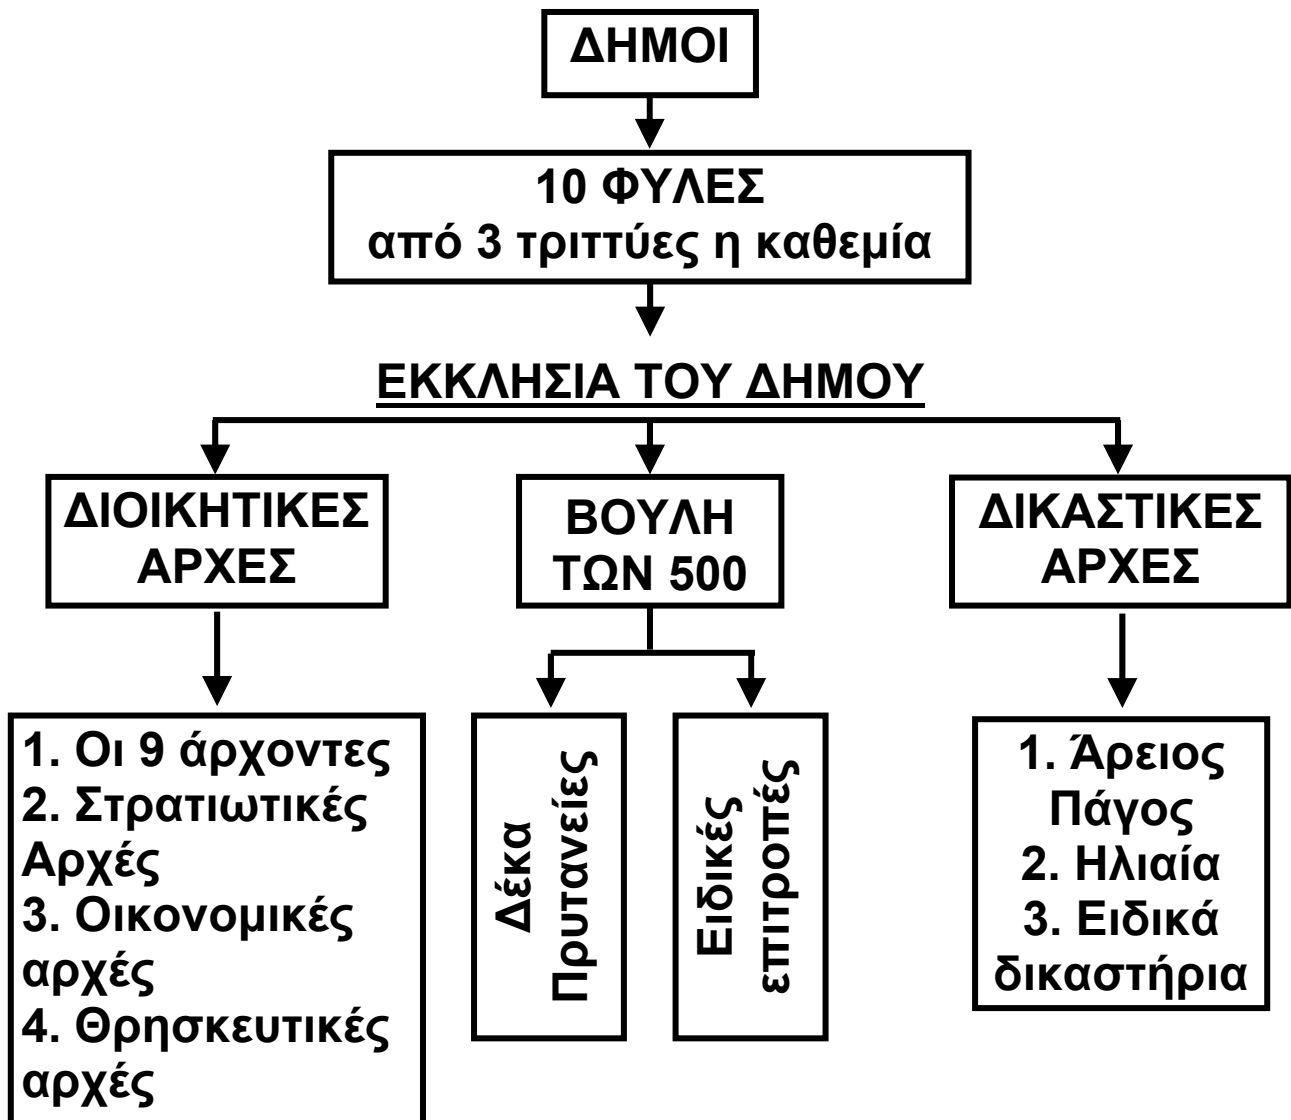 ΔΗΜΟΙ
10 ΦΥΛΕΣ
από 3 τριττύες η καθεμία
ΕΚΚΛΗΣΙΑ ΤΟΥ ΔΗΜΟΥ
ΔΙΟΙΚΗΤΙΚΕΣ
ΑΡΧΕΣ
ΒΟΥΛΗ
ΤΩΝ 500
ΔΙΚΑΣΤΙΚΕΣ
ΑΡΧΕΣ
1. Οι 9 άρχοντες
2. Στρατιωτικές
Αρχές
3. Οικονομικές
αρχές
4. Θρησκευτικές
αρχές
Δέκα
Πρυτανείες
Ειδικές
επιτροπές
1. Άρειος
Πάγος
2. Ηλιαία
3. Ειδικά
δικαστήρια